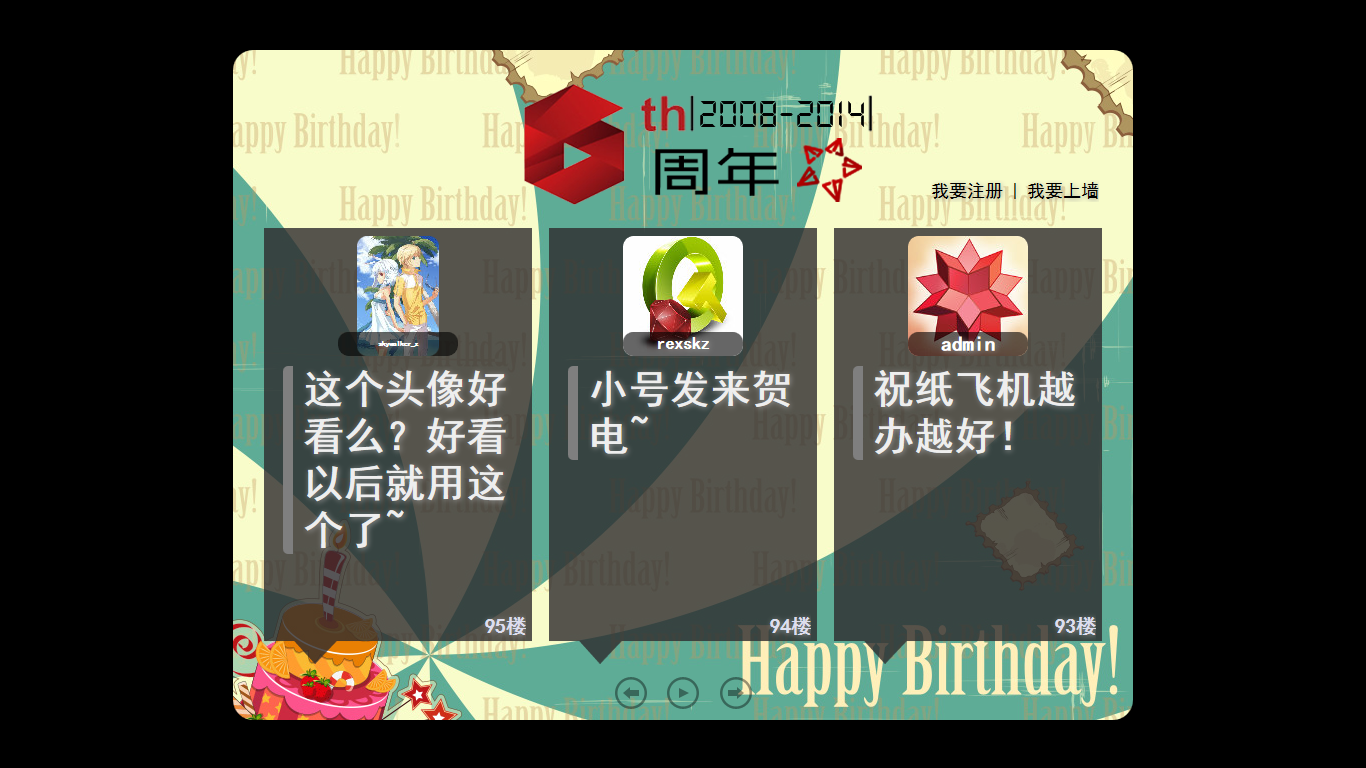 6th|2008-2014|
周年
我要注册 | 我要上墙
skywalker_z
rexskz
admin
这个头像好
看么？好看
以后就用这
个了~
小号发来贺
电~
祝纸飞机越
办越好！
95楼
94楼
93楼
Happy Birthday!